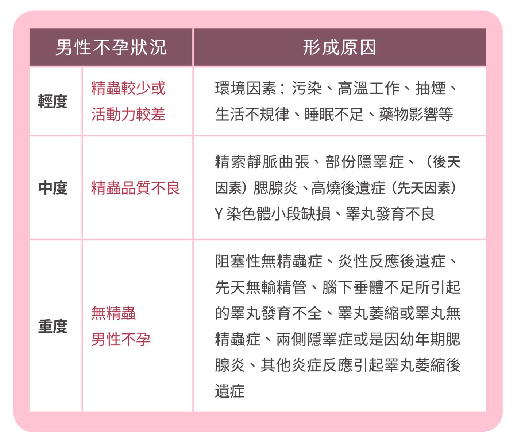 男性不孕狀況
形成原因
輕度
精蟲較少或
活動力較差
環境因素：污染、高溫工作、抽煙、
生活不規律、睡眠不足、藥物影響等
中度
精蟲品質不良
精索靜脈曲張、部份隱睪症、（後天
因素）腮腺炎、高燒後遺症（先天因素）
Y 染色體小段缺損、睪丸發育不良
重度
無精蟲
男性不孕
阻塞性無精蟲症、炎性反應後遺症、
先天無輸精管、腦下垂體不足所引起
的睪丸發育不全、睪丸萎縮或睪丸無
精蟲症、兩側隱睪症或是因幼年期腮
腺炎、其他炎症反應引起睪丸萎縮後
遺症